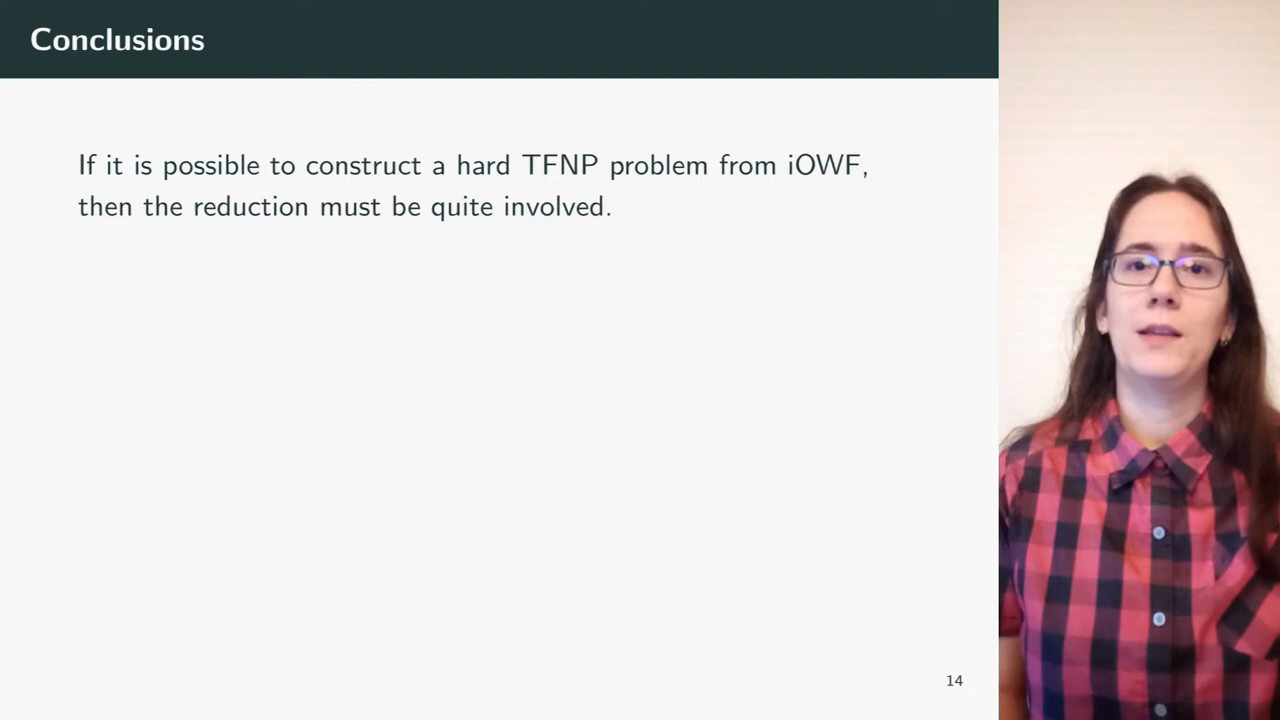 Conclusions
If it is possible to construct a hard TFNP problem from iOWF,
then the reduction must be quite involved.
14